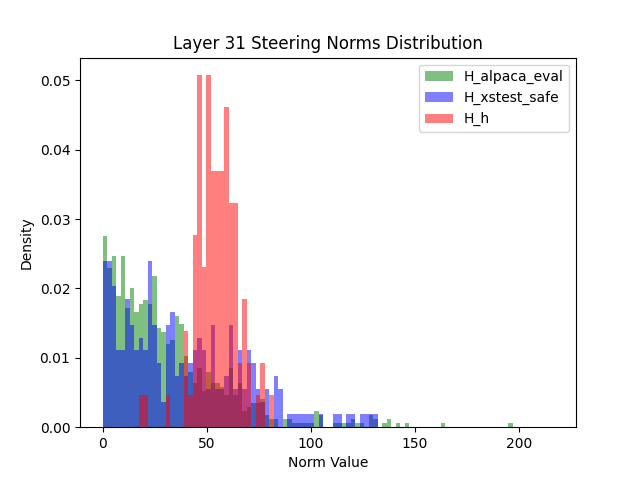 Layer 31 Steering Norms Distribution
H_alpaca_eval
H_xstest_safe
H_h
0.05
0.04
0.03
0.02
0.01
0.00
Density
0
50
100
150
200
Norm Value